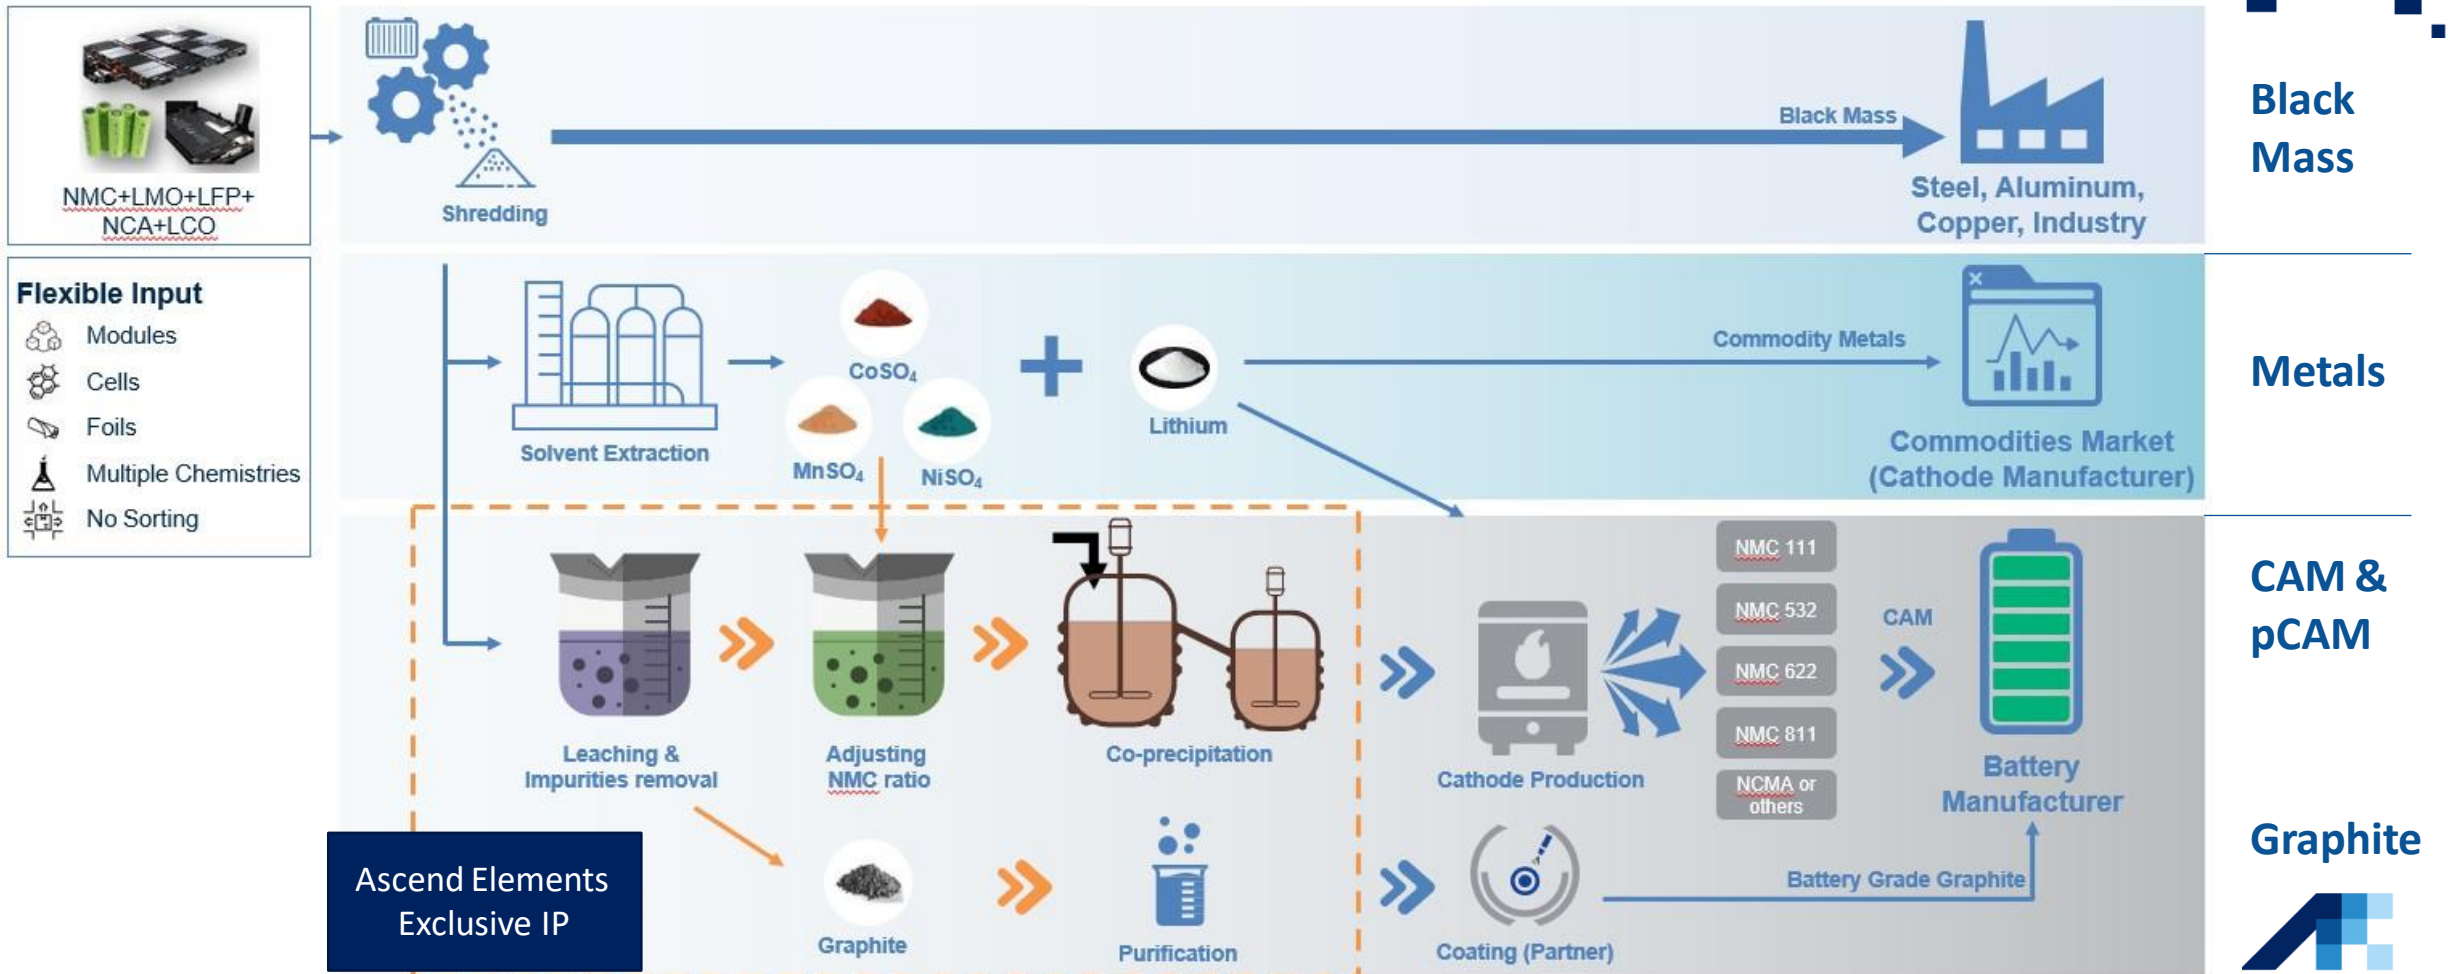 NMC+LMO+LFP+
NCA+LCO
Flexible Input
Modules
Cells
Foils
Multiple Chemistries
No Sorting
Shredding
Black Mass
Steel, Aluminum,
Copper, Industry
Black
Mass
Solvent Extraction
CoSO₄
MnSO₄
NiSO₄
Lithium
Commodity Metals
Commodities Market
(Cathode Manufacturer)
Metals
Leaching &
Impurities removal
Adjusting
NMC ratio
Co-precipitation
Cathode Production
NMC 111
NMC 532
NMC 622
NMC 811
NCMA or
others
CAM
Battery
Manufacturer
CAM &
pCAM
Ascend Elements
Exclusive IP
Graphite
Purification
Coating (Partner)
Battery Grade Graphite
Graphite